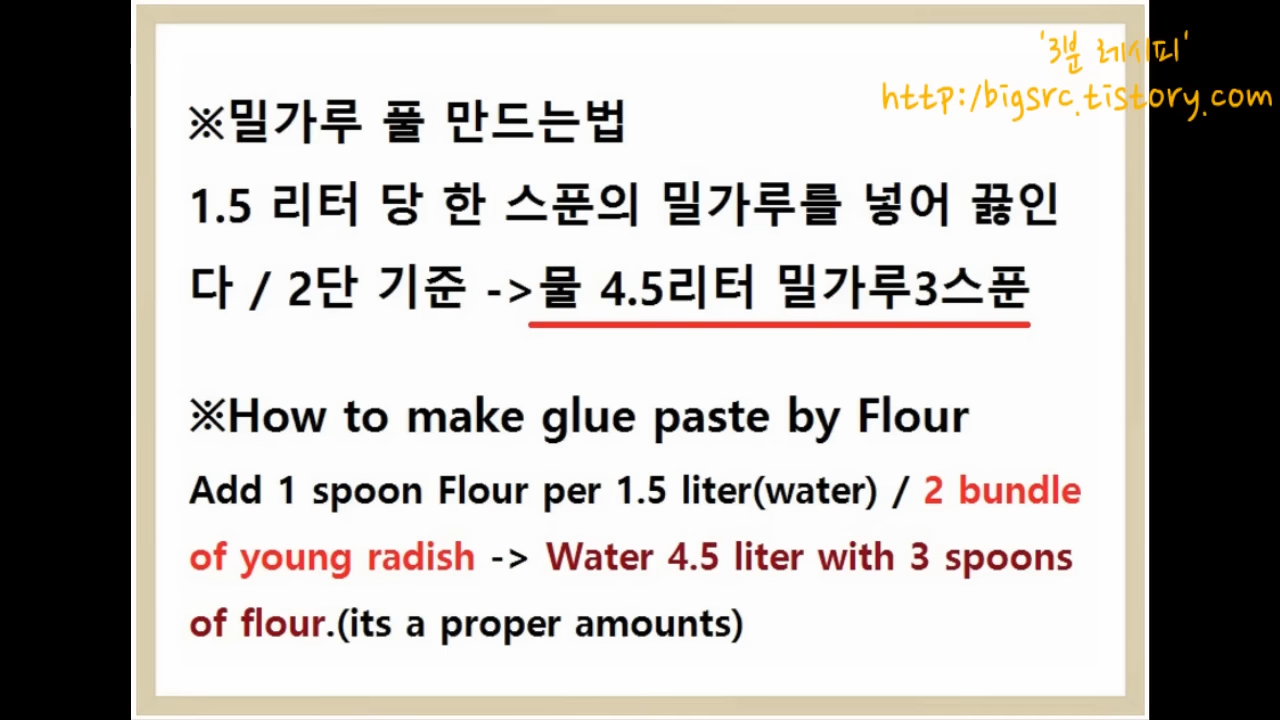 '3분 레시피'
http:/bigsrc.tistory.com
※밀가루 풀 만드는법
1.5 리터 당 한 스푼의 밀가루를 넣어 끓인
다 / 2단 기준 ->물 4.5리터 밀가루3스푼
※How to make glue paste by Flour
Add 1 spoon Flour per 1.5 liter(water) / 2 bundle
of young radish -> Water 4.5 liter with 3 spoons
of flour.(its a proper amounts)